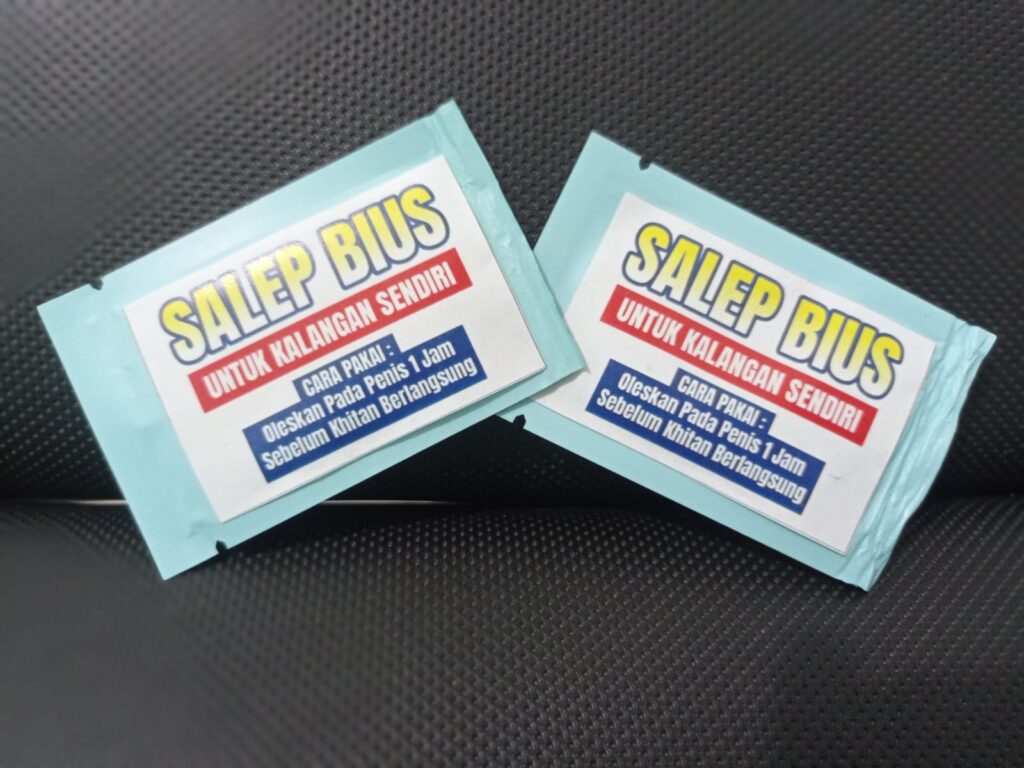 SALEP BIUS
UNTUK KALANGAN SENDIRI
CARA PAKAI :
Oleskan Pada Penis 1 Jam
Sebelum Khitan Berlangsung
SALEP BIUS
UNTUK KALANGAN SENDIRI
CARA PAKAI :
Oleskan Pada Penis 1 Jam
Sebelum Khitan Berlangsung